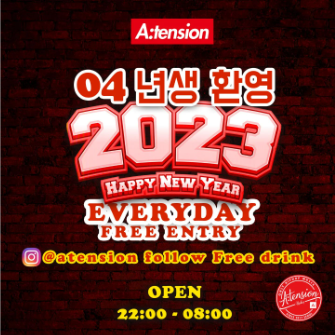 A:tension
04 년생 환영
2023
HAPPY NEW YEAR
EVERYDAY
FREE ENTRY
@atension follow Free drink
OPEN
22:00 - 08:00
A:tension